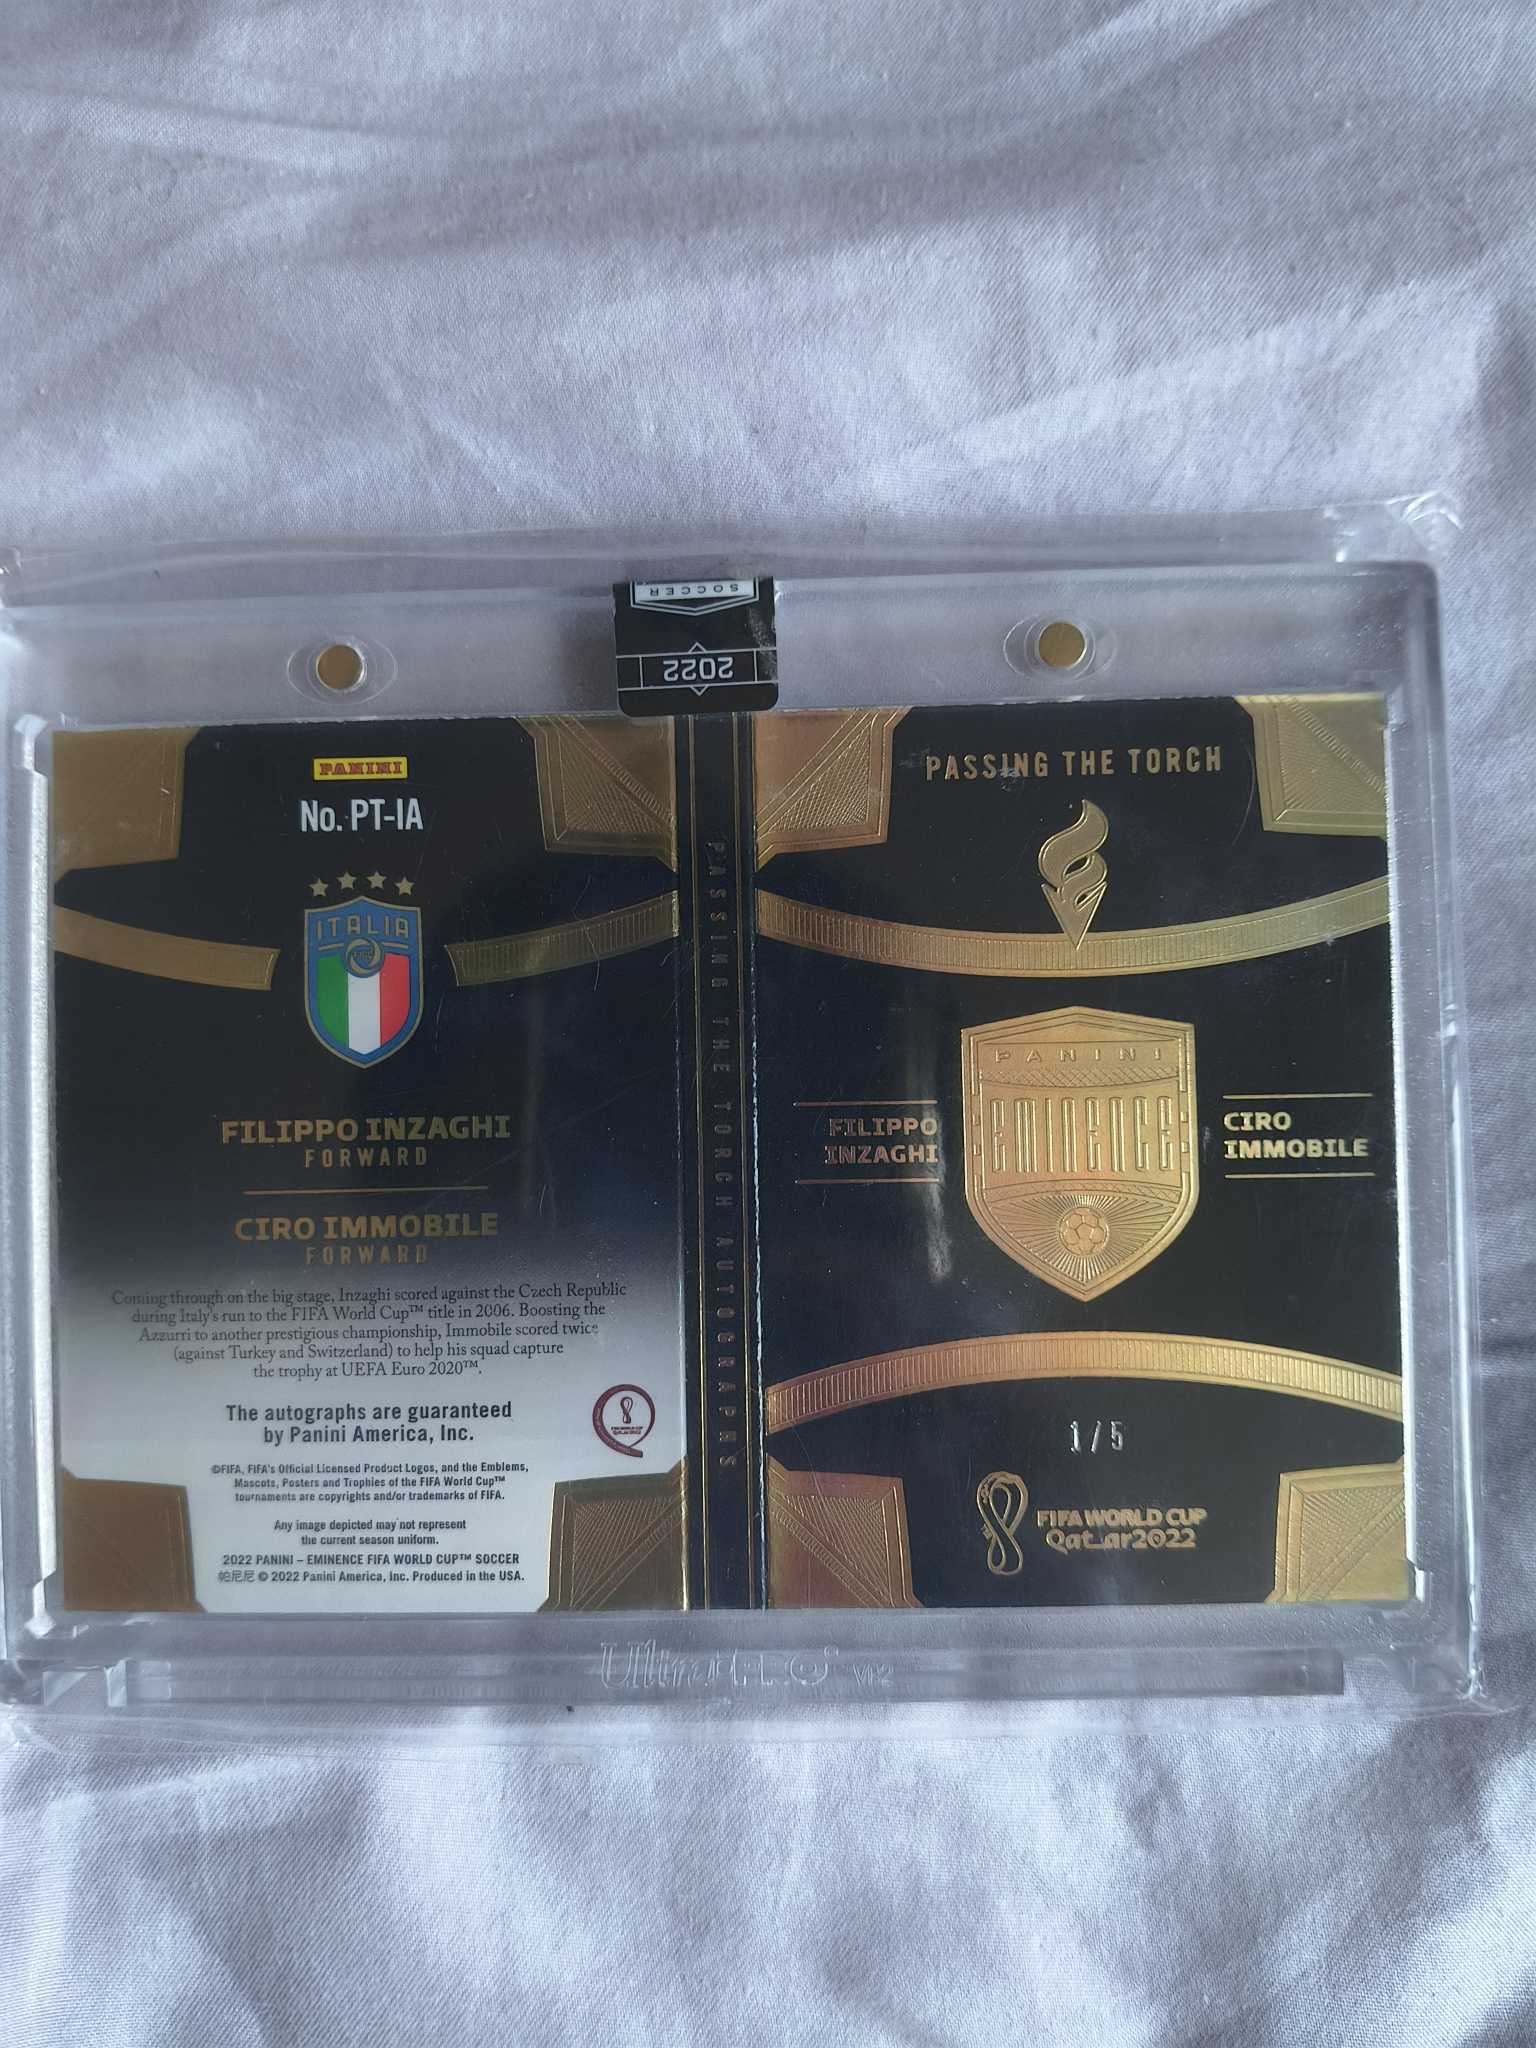 SOCCER
2022
PANINI
No. PT-IA
ITALIA
FILIPPO INZAGHI
FORWARD
CIRO IMMOBILE
FORWARD
Coming through on the big stage, Inzaghi scored against the Czech Republic
during Italy's run to the FIFA World Cup™ title in 2006. Boosting the
Azzurri to another prestigious championship, Immobile scored twice
(against Turkey and Switzerland) to help his squad capture
the trophy at UEFA Euro 2020™.
The autographs are guaranteed
by Panini America, Inc.
©FIFA, FIFA's Official Licensed Product Logos, and the Emblems,
Mascots, Posters and Trophies of the FIFA World Cup™
tournaments are copyrights and/or trademarks of FIFA.
Any image depicted may not represent
the current season uniform.
2022 PANINI – EMINENCE FIFA WORLD CUP™ SOCCER
帕尼尼 © 2022 Panini America, Inc. Produced in the USA.
PASSING THE TORCH AUTOGRAPHS
PASSING THE TORCH
PANINI
EMINENCE
FILIPPO
INZAGHI
CIRO
IMMOBILE
1/5
FIFA WORLD CUP
Qatar2022
Ultra PRO®